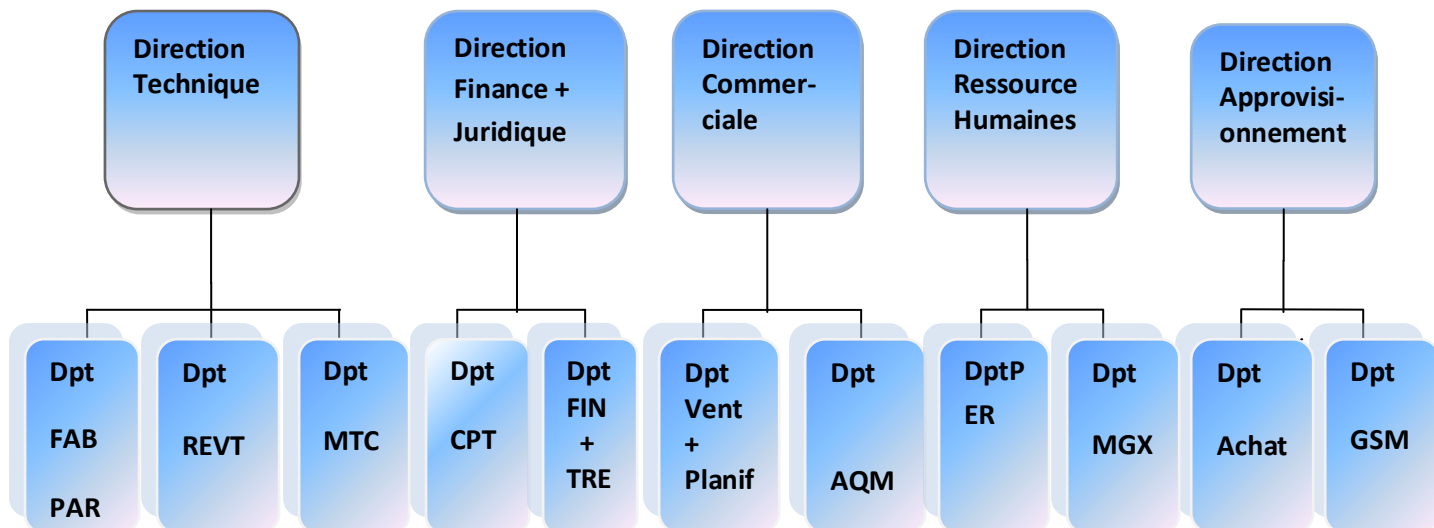 Direction
Technique
Direction
Finance +
Juridique
Direction
Commer-
ciale
Direction
Ressource
Humaines
Direction
Approvisi-
onnement
Dpt
FAB
PAR
Dpt
REVT
Dpt
MTC
Dpt
CPT
Dpt
FIN
+
TRE
Dpt
Vent
+
Planif
Dpt
AQM
DptP
ER
Dpt
MGX
Dpt
Achat
Dpt
GSM